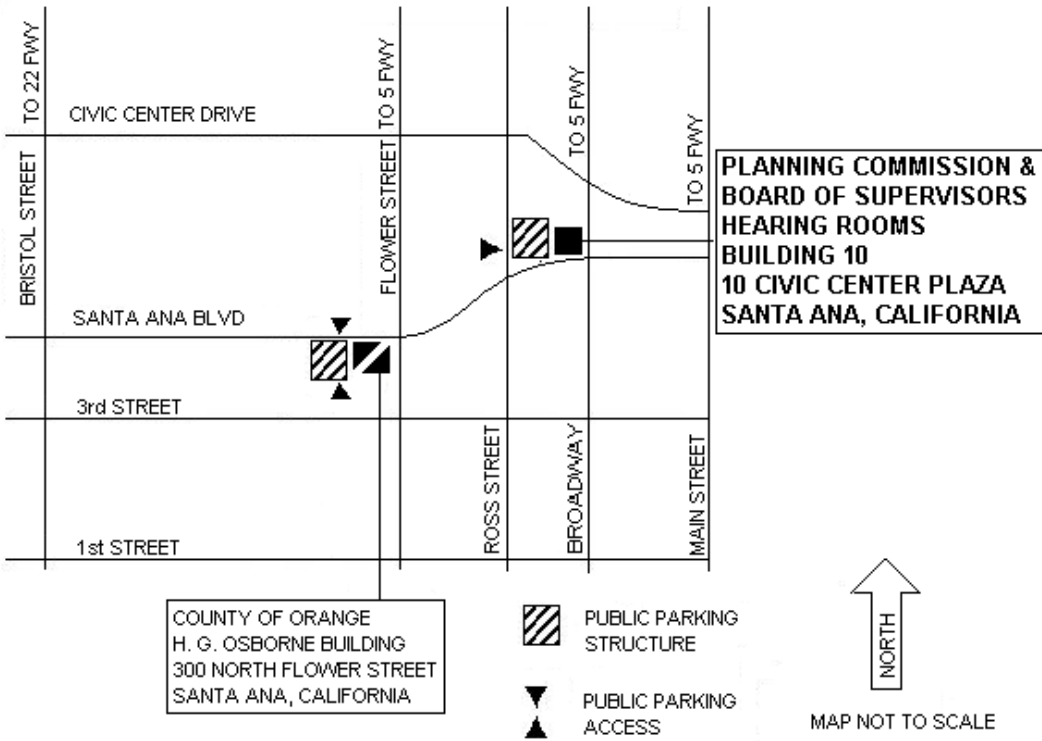 TO 22 FWY
TO 5 FWY
TO 5 FWY
TO 5 FWY
CIVIC CENTER DRIVE
BRISTOL STREET
FLOWER STREET
PLANNING COMMISSION &
BOARD OF SUPERVISORS
HEARING ROOMS
BUILDING 10
10 CIVIC CENTER PLAZA
SANTA ANA, CALIFORNIA
SANTA ANA BLVD
3rd STREET
ROSS STREET
BROADWAY
MAIN STREET
1st STREET
COUNTY OF ORANGE
H. G. OSBORNE BUILDING
300 NORTH FLOWER STREET
SANTA ANA, CALIFORNIA
PUBLIC PARKING
STRUCTURE
PUBLIC PARKING
ACCESS
NORTH
MAP NOT TO SCALE